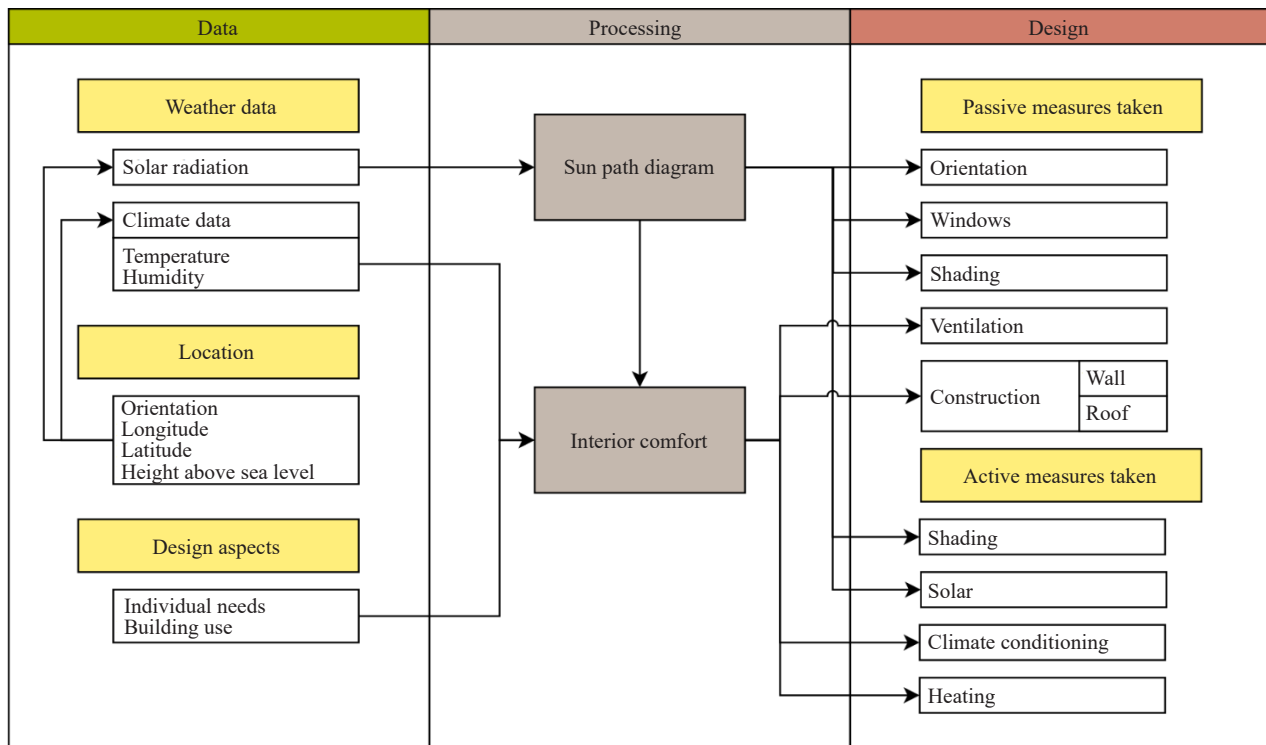 Data
Processing
Design
Weather data
Solar radiation
Climate data
Temperature
Humidity
Location
Orientation
Longitude
Latitude
Height above sea level
Design aspects
Individual needs
Building use
Sun path diagram
Interior comfort
Passive measures taken
Orientation
Windows
Shading
Ventilation
Construction
Wall
Roof
Active measures taken
Shading
Solar
Climate conditioning
Heating